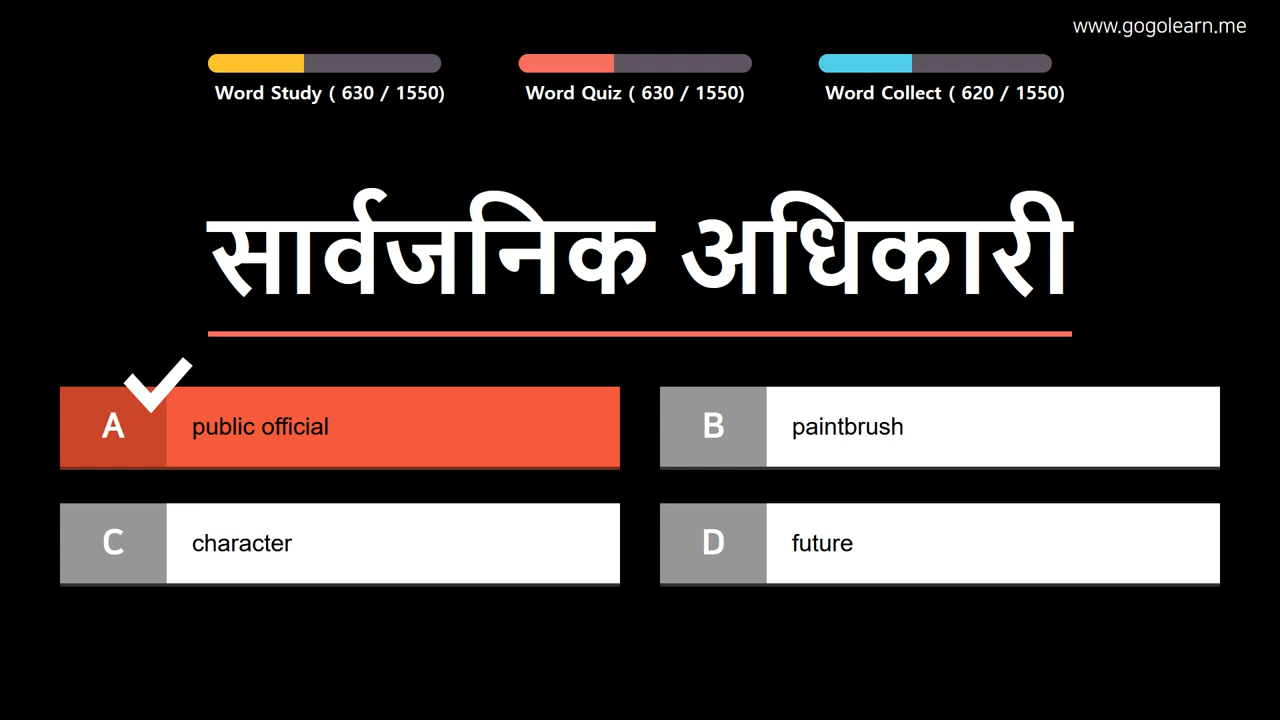 www.gogolearn.me
Word Study ( 630 / 1550)
Word Quiz ( 630 / 1550)
Word Collect ( 620 / 1550)
सार्वजनिक अधिकारी
A public official
B paintbrush
C character
D future